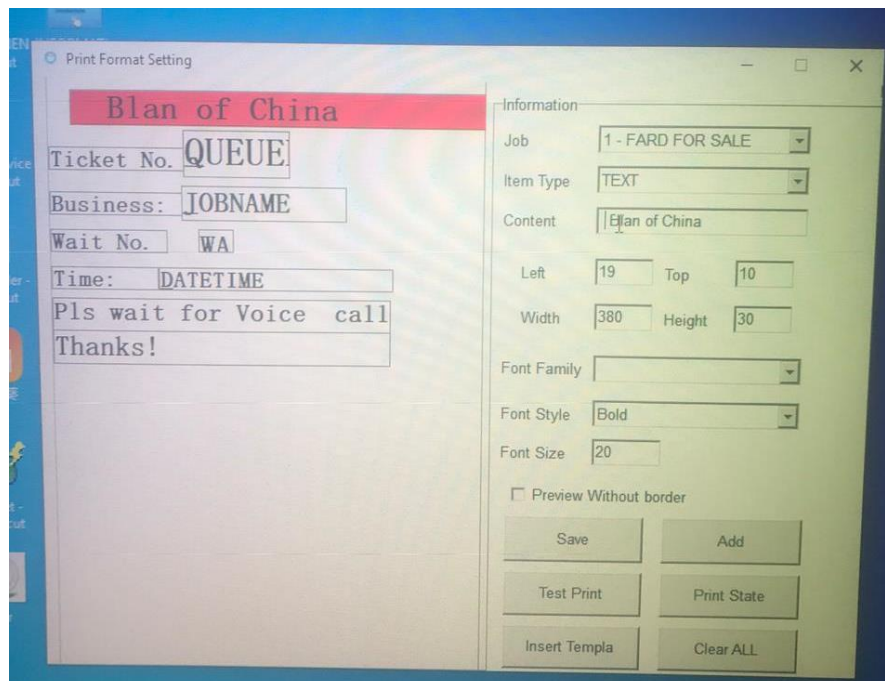 Print Format Setting
Blan of China
Ticket No. QUEUE
Business: JOBNAME
Wait No. WA
Time: DATETIME
Pls wait for Voice call
Thanks!
Information
Job 1 - FARD FOR SALE
Item Type TEXT
Content Blan of China
Left 19 Top 10
Width 380 Height 30
Font Family
Font Style Bold
Font Size 20
Preview Without border
Save Add
Test Print Print State
Insert Templa Clear ALL